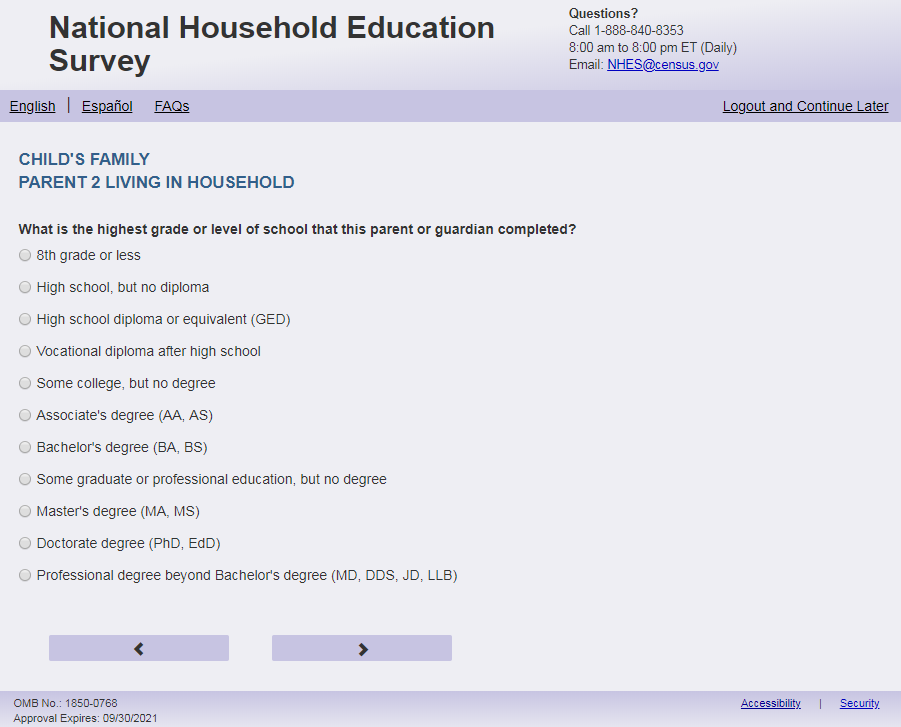 National Household Education
Survey
Questions?
Call 1-888-840-8353
8:00 am to 8:00 pm ET (Daily)
Email: NHES@census.gov
English | Español FAQs Logout and Continue Later
CHILD'S FAMILY
PARENT 2 LIVING IN HOUSEHOLD
What is the highest grade or level of school that this parent or guardian completed?
8th grade or less
High school, but no diploma
High school diploma or equivalent (GED)
Vocational diploma after high school
Some college, but no degree
Associate's degree (AA, AS)
Bachelor's degree (BA, BS)
Some graduate or professional education, but no degree
Master's degree (MA, MS)
Doctorate degree (PhD, EdD)
Professional degree beyond Bachelor's degree (MD, DDS, JD, LLB)
OMB No.: 1850-0768
Approval Expires: 09/30/2021
Accessibility | Security